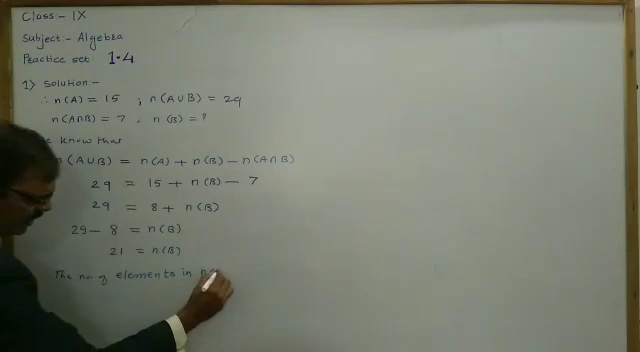 Class:- IX
Subject:- Algebra
Practice set 1.4
1) Solution:-
∴ n(A) = 15 ; n(A∪B) = 29
n(A∩B) = 7 ; n(B) = ?
know that
(A∪B) = n(A) + n(B) - n(A∩B)
29 = 15 + n(B) - 7
29 = 8 + n(B)
29 - 8 = n(B)
21 = n(B)
The no of elements in